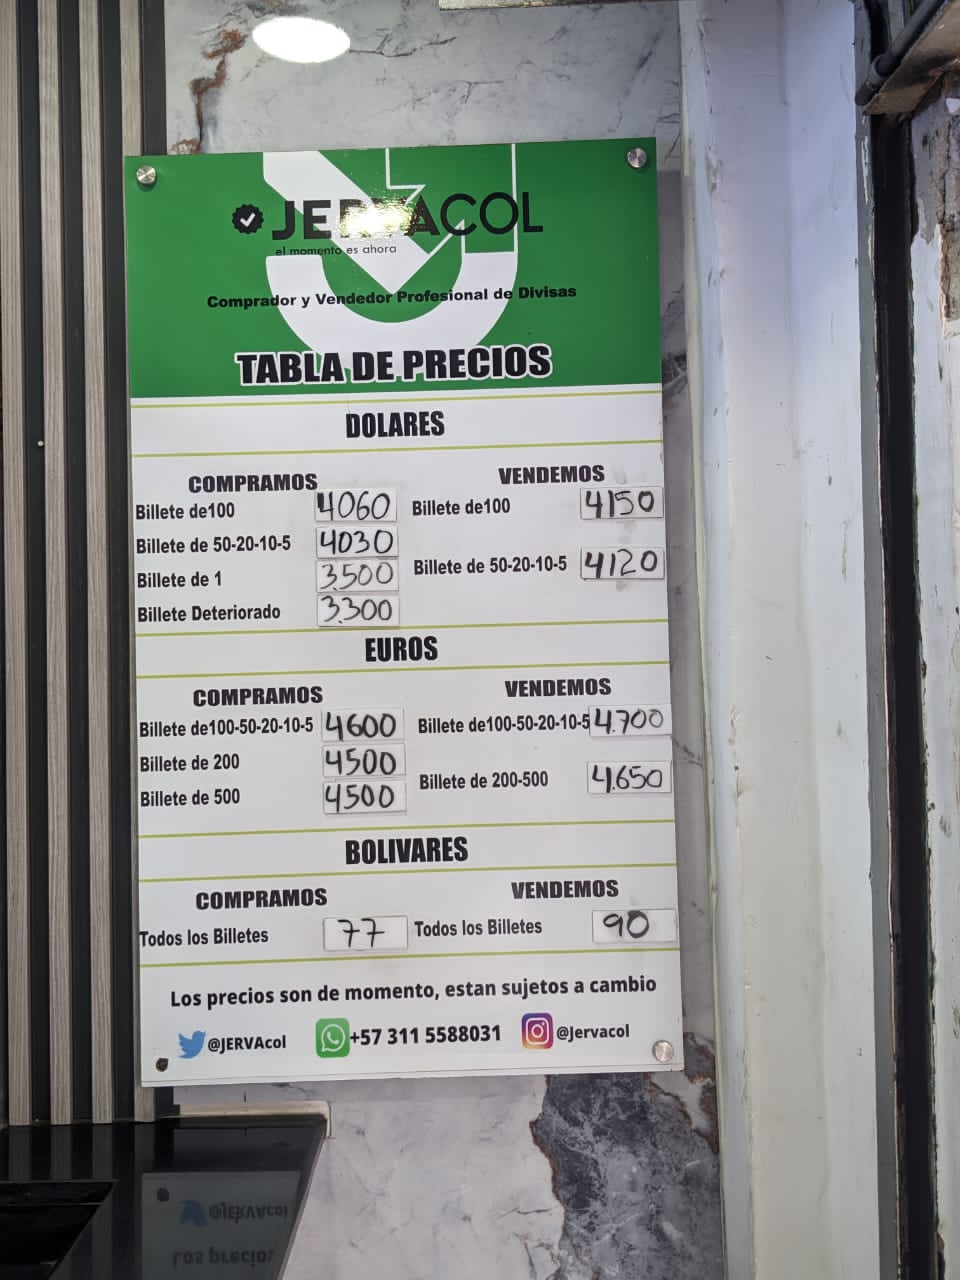 JERVACOL
el momento es ahora
Comprador y Vendedor Profesional de Divisas
TABLA DE PRECIOS
DOLARES
COMPRAMOS
Billete de100 4060
Billete de 50-20-10-5 4030
Billete de 1 3.500
Billete Deteriorado 3.300
VENDEMOS
Billete de100 4150
Billete de 50-20-10-5 4120
EUROS
COMPRAMOS
Billete de100-50-20-10-5 4600
Billete de 200 4500
Billete de 500 4500
VENDEMOS
Billete de100-50-20-10-5 4.700
Billete de 200-500 4.650
BOLIVARES
COMPRAMOS
Todos los Billetes 77
VENDEMOS
Todos los Billetes 90
Los precios son de momento, estan sujetos a cambio
@JERVAcol +57 311 5588031 @Jervacol